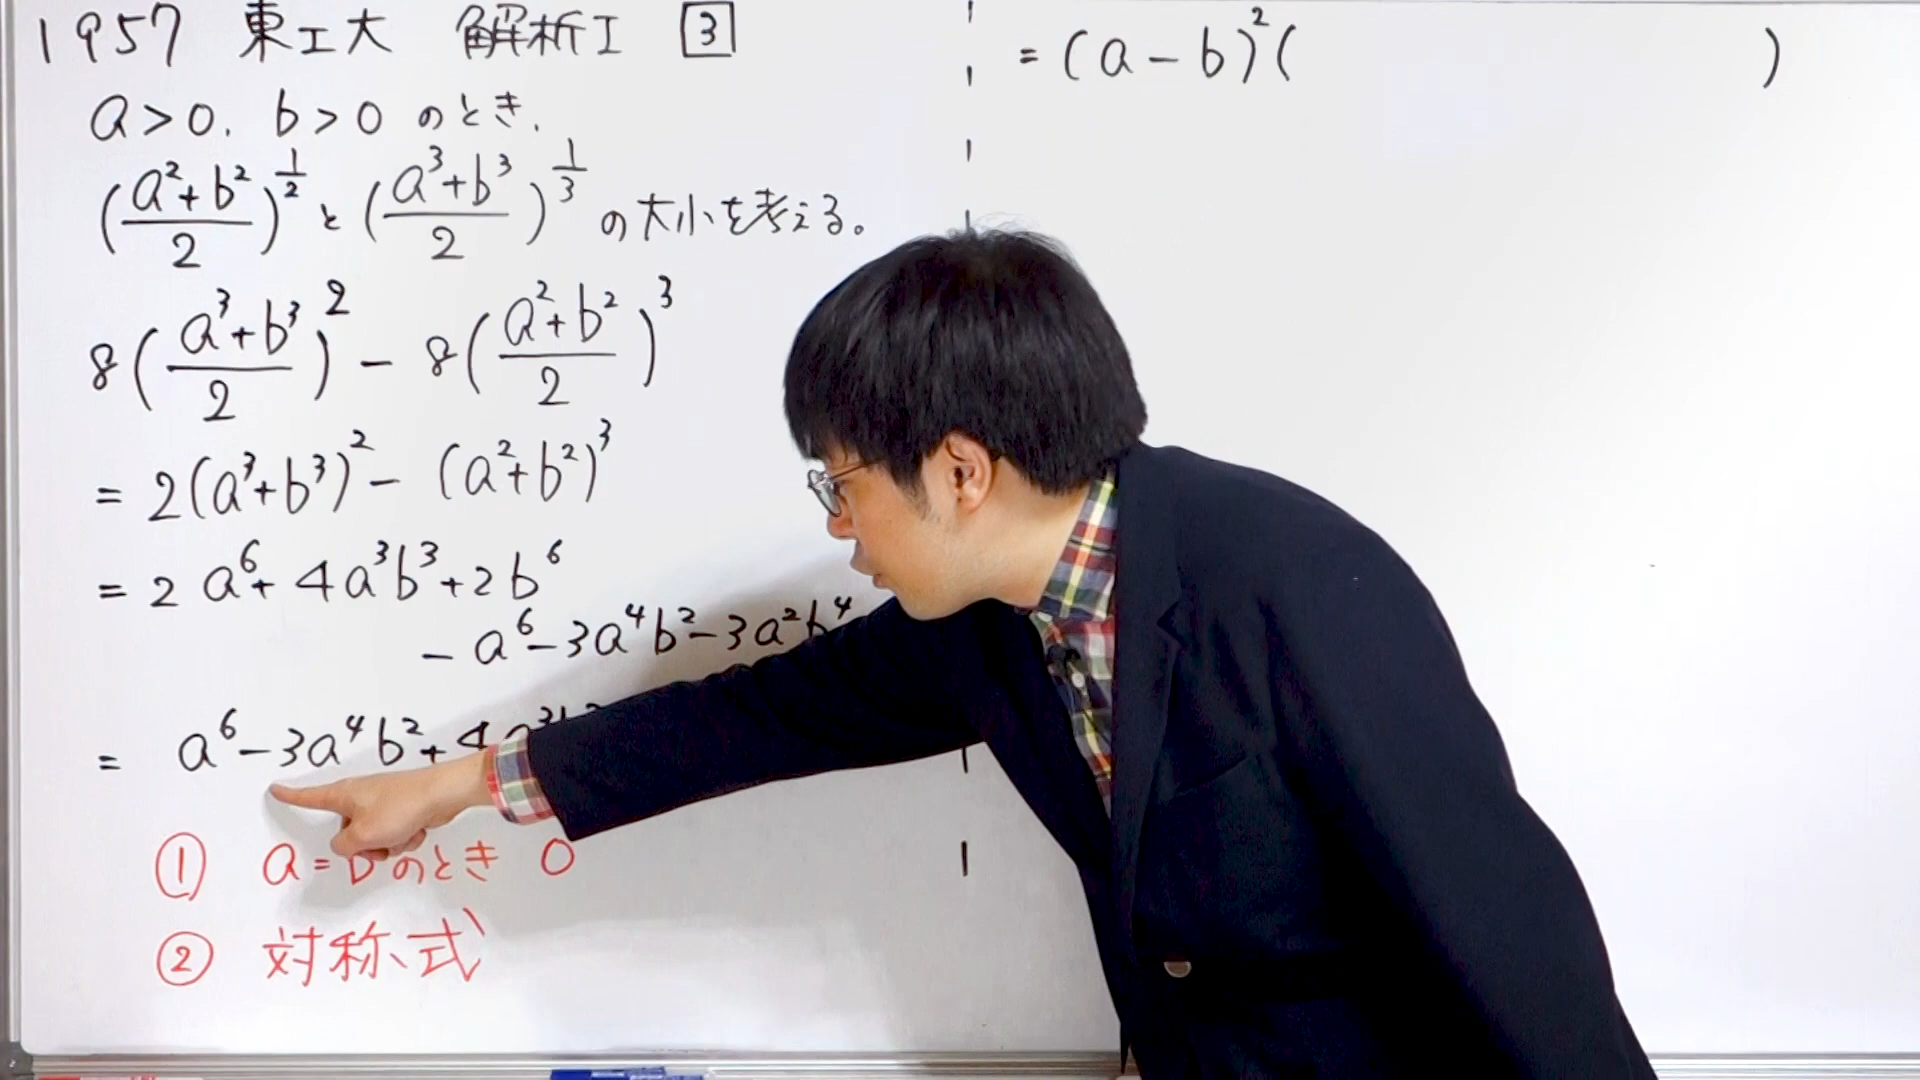 1957 東工大 解析I 3
a>0. b>0 のとき.
((a²+b²)/2)^(1/2) と ((a³+b³)/2)^(1/3) の大小を考える。
8((a³+b³)/2)² - 8((a²+b²)/2)³
= 2(a³+b³)² - (a²+b²)³
= 2a⁶+4a³b³+2b⁶
-a⁶-3a⁴b²-3a²b⁴
= a⁶-3a⁴b²+4
① a=bのとき 0
② 対称式
= (a-b)²( )